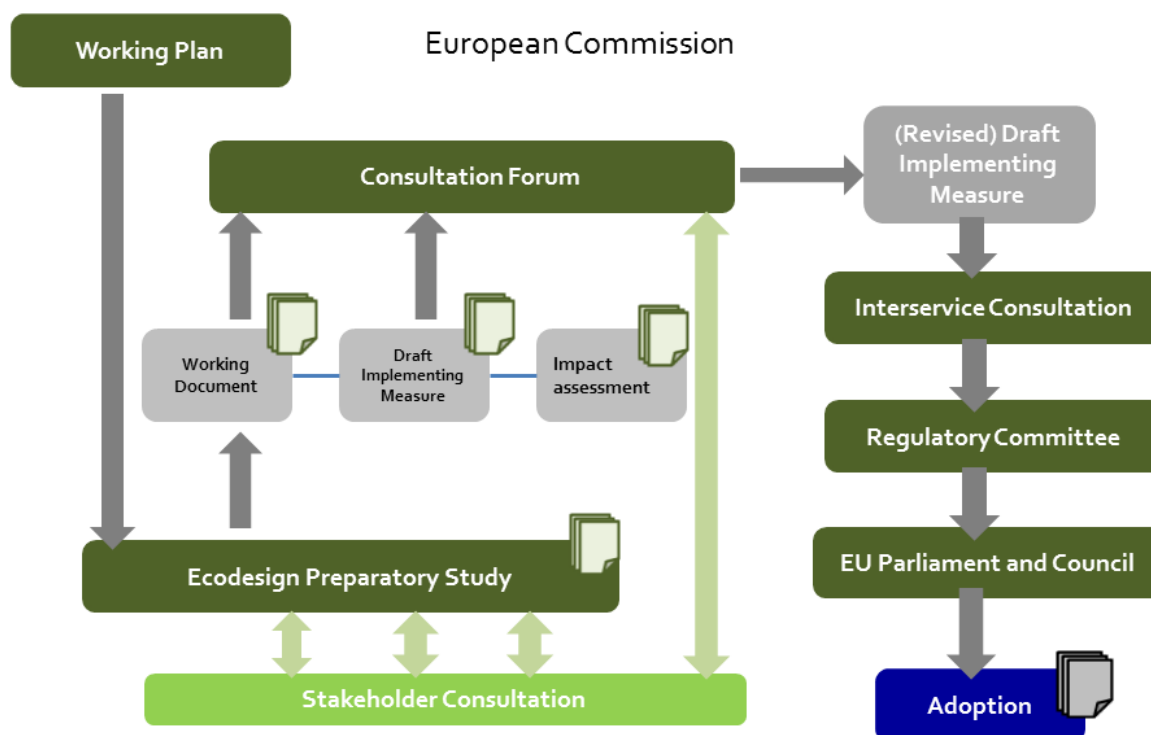 Working Plan
European Commission
(Revised) Draft
Implementing
Measure
Consultation Forum
Interservice Consultation
Working
Document
Draft
Implementing
Measure
Impact
assessment
Regulatory Committee
Ecodesign Preparatory Study
EU Parliament and Council
Stakeholder Consultation
Adoption